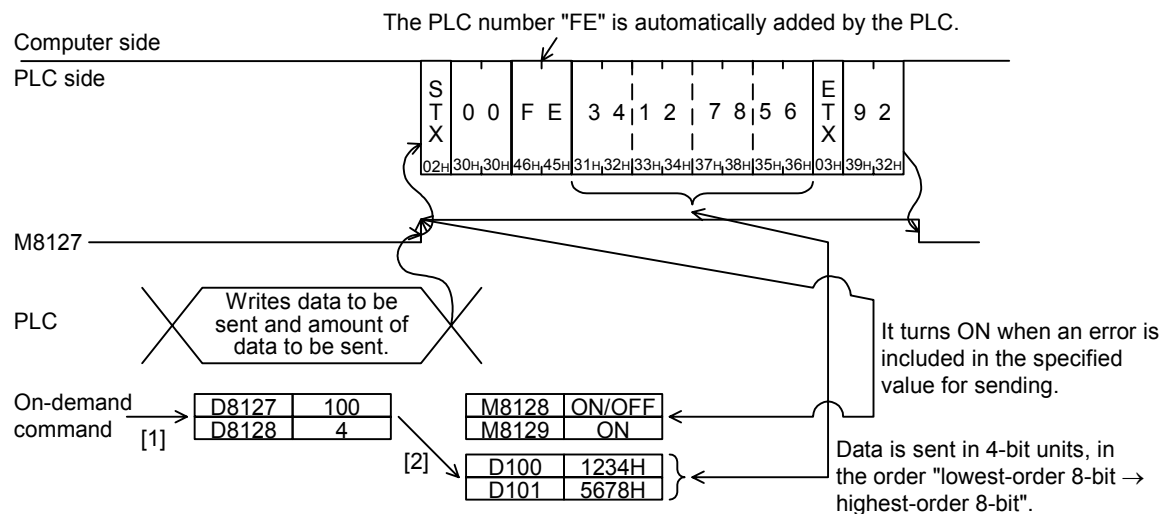 The PLC number "FE" is automatically added by the PLC.
Computer side
PLC side
STX 0 0 F E 3 4 1 2 7 8 5 6 ETX 9 2
02H 30H 30H 46H 45H 31H 32H 33H 34H 37H 38H 35H 36H 03H 39H 32H
M8127
PLC
Writes data to be
sent and amount of
data to be sent.
It turns ON when an error is
included in the specified
value for sending.
On-demand
command
[1]
D8127 100
D8128 4
[2]
M8128 ON/OFF
M8129 ON
D100 1234H
D101 5678H
Data is sent in 4-bit units, in
the order "lowest-order 8-bit →
highest-order 8-bit".